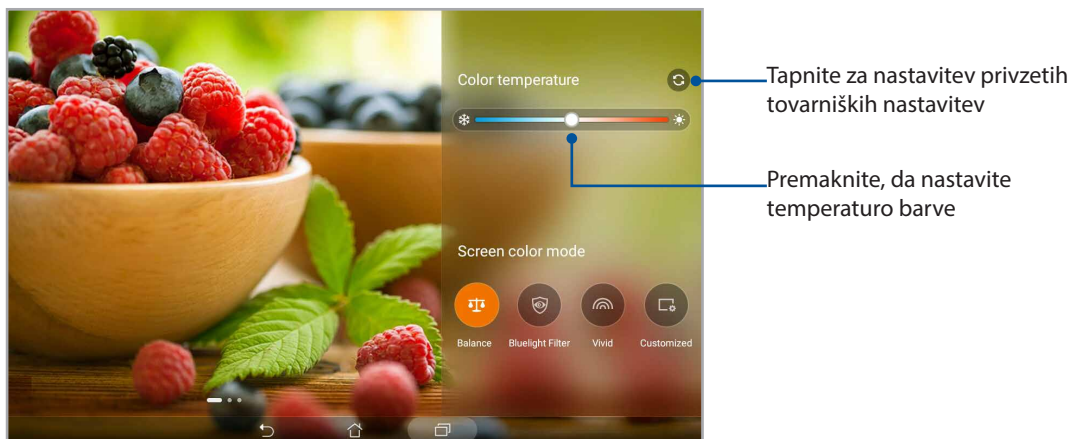 Color temperature
Tapnite za nastavitev privzetih
tovarniških nastavitev
Premaknite, da nastavite
temperaturo barve
Screen color mode
Balance
Bluelight Filter
Vivid
Customized